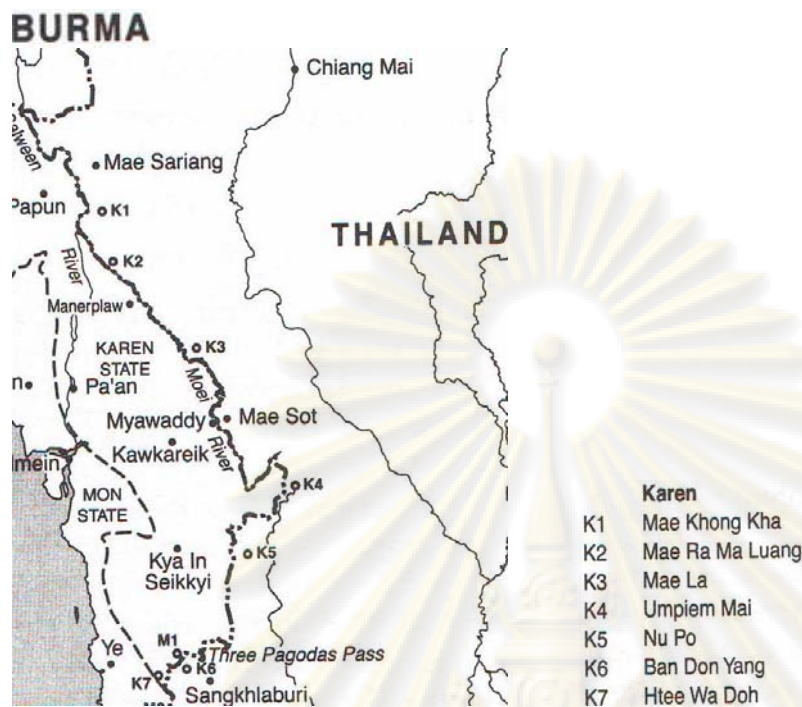 BURMA
Chiang Mai
Mae Sariang
Papun
K1
THAILAND
River
K2
Manerplaw
K3
KAREN
STATE
Moei
Pa'an
Myawaddy
Mae Sot
River
Kawkareik
K4
MON
STATE
K5
Kya In
Seikkyi
M1
Three Pagodas Pass
Ye
K6
K7
Sangkhlaburi
Karen
K1 Mae Khong Kha
K2 Mae Ra Ma Luang
K3 Mae La
K4 Umpiem Mai
K5 Nu Po
K6 Ban Don Yang
K7 Htee Wa Doh